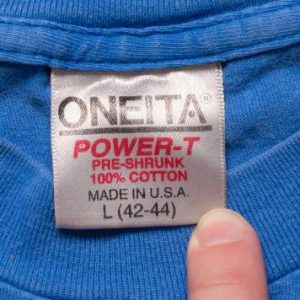 ONEITA®
POWER-T
PRE-SHRUNK
100% COTTON
MADE IN U.S.A.
L (42-44)